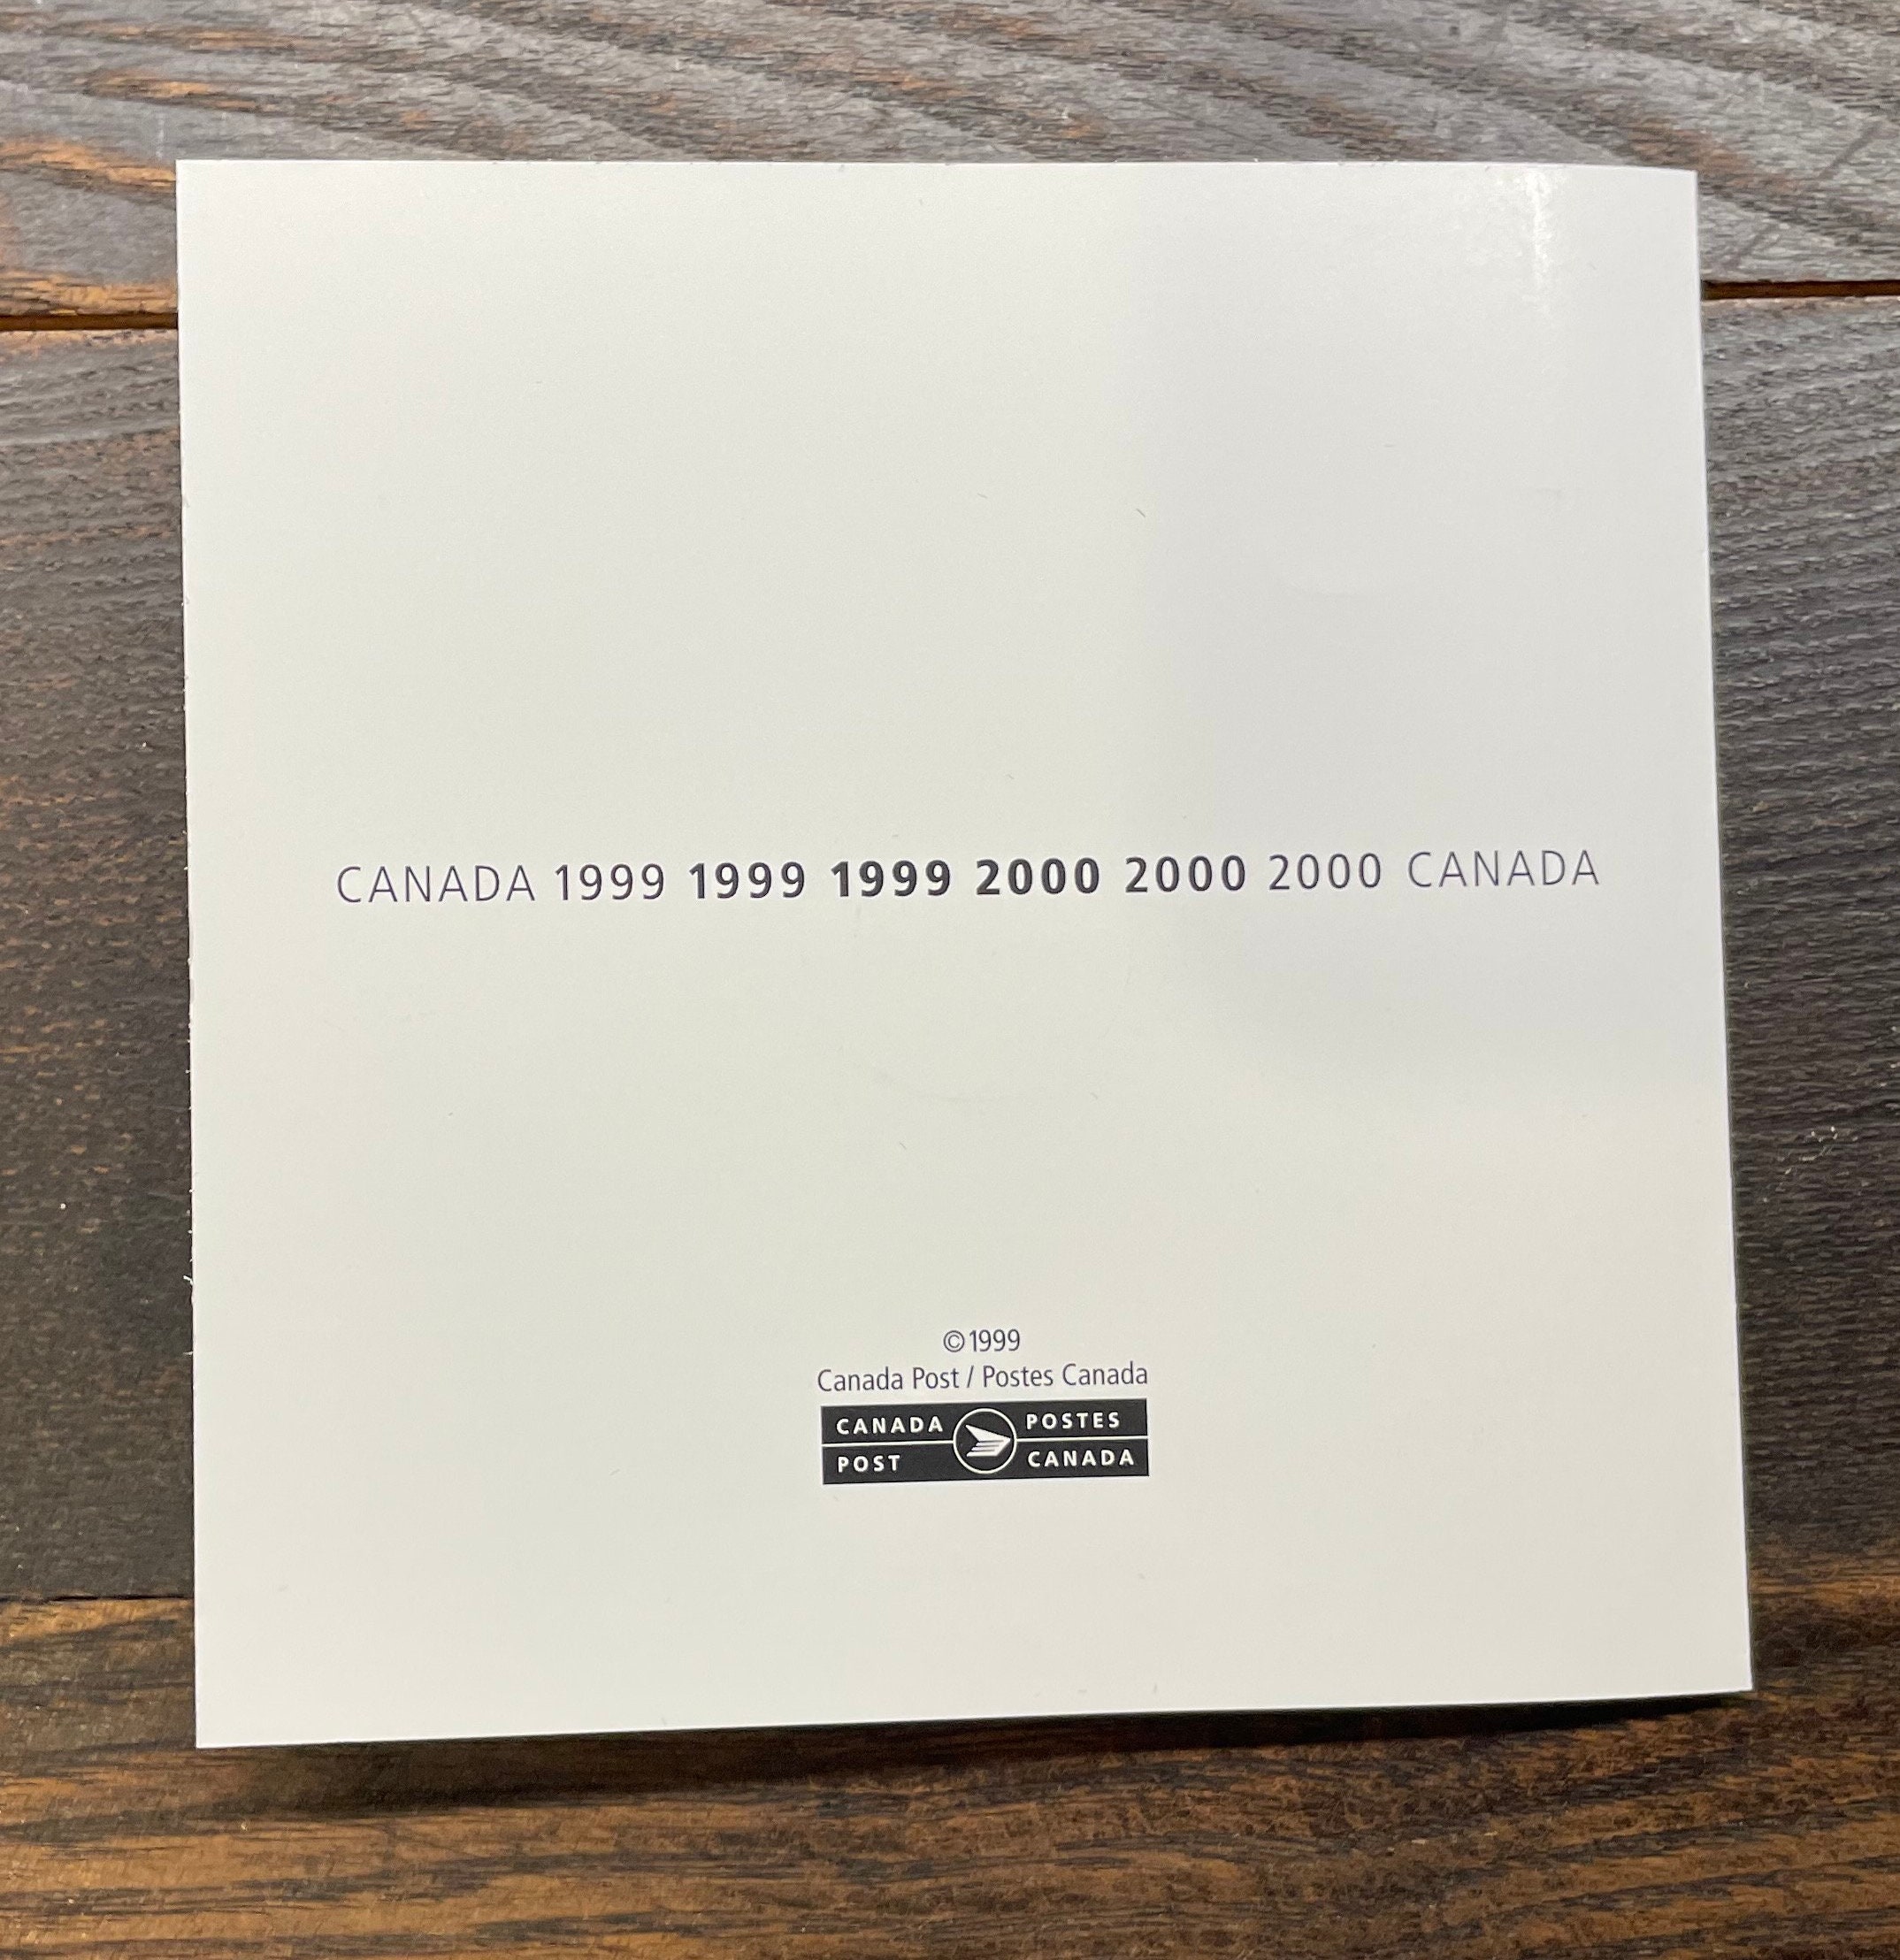 CANADA 1999 1999 1999 2000 2000 2000 CANADA
©1999
Canada Post / Postes Canada
CANADA POSTES
POST CANADA